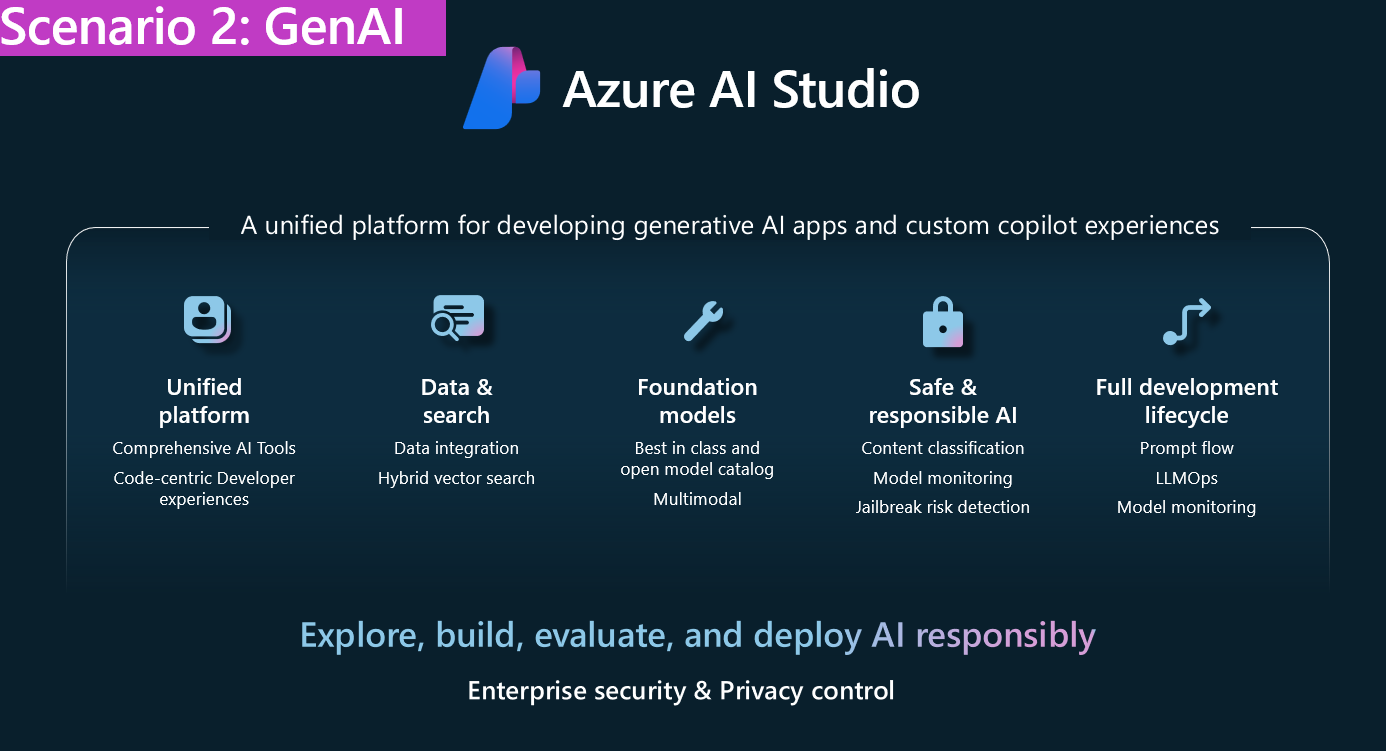 Scenario 2: GenAI
Azure AI Studio
A unified platform for developing generative AI apps and custom copilot experiences
Unified
platform
Comprehensive AI Tools
Code-centric Developer
experiences
Data &
search
Data integration
Hybrid vector search
Foundation
models
Best in class and
open model catalog
Multimodal
Safe &
responsible AI
Content classification
Model monitoring
Jailbreak risk detection
Full development
lifecycle
Prompt flow
LLMOps
Model monitoring
Explore, build, evaluate, and deploy AI responsibly
Enterprise security & Privacy control